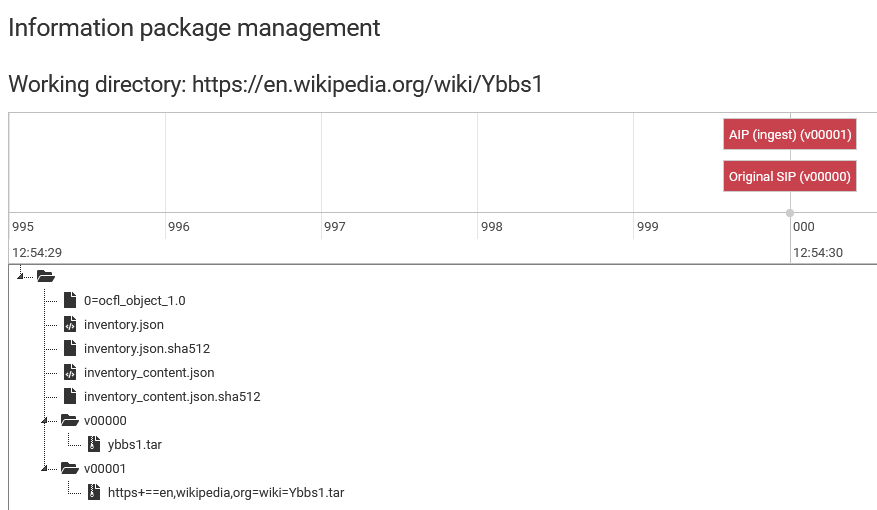 Information package management
Working directory: https://en.wikipedia.org/wiki/Ybbs1
AIP (ingest) (v00001)
Original SIP (v00000)
995 996 997 998 999 000
12:54:29 12:54:30
0=ocfl_object_1.0
inventory.json
inventory.json.sha512
inventory_content.json
inventory_content.json.sha512
v00000
ybbs1.tar
v00001
https+==en,wikipedia,org=wiki=Ybbs1.tar